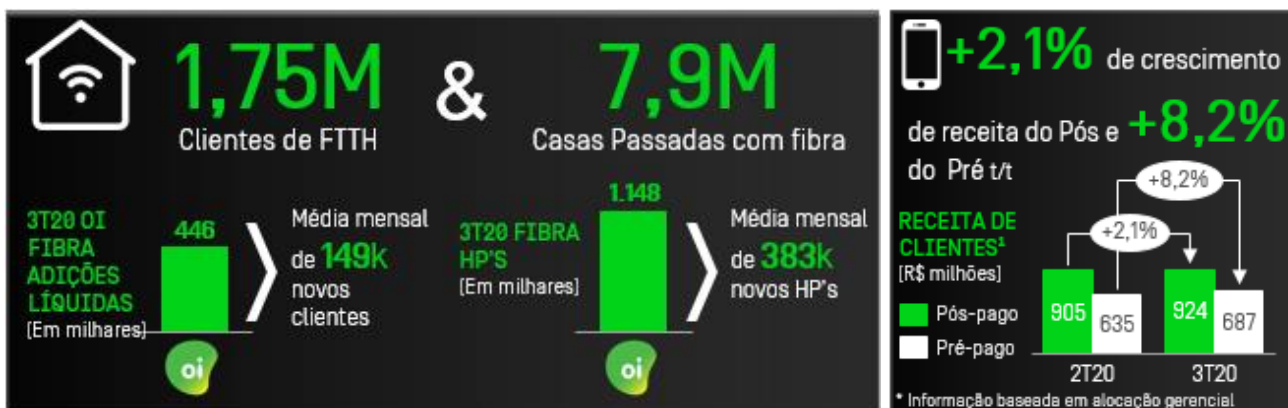 1,75M
&
7,9M
Clientes de FTTH
Casas Passadas com fibra
3T20 OI
FIBRA
ADIÇÕES
LÍQUIDAS
(Em milhares)
446
oi
Média mensal
de 149k
novos
clientes
3T20 FIBRA
HP'S
(Em milhares)
1.148
oi
Média mensal
de 383k
novos HP's
+2,1% de crescimento
de receita do Pós e +8,2%
do Pré t/t
RECEITA DE
CLIENTES¹
(R$ milhões)
Pós-pago
Pré-pago
+8,2%
+2,1%
905
635
924
687
2T20
3T20
* Informação baseada em alocação gerencial